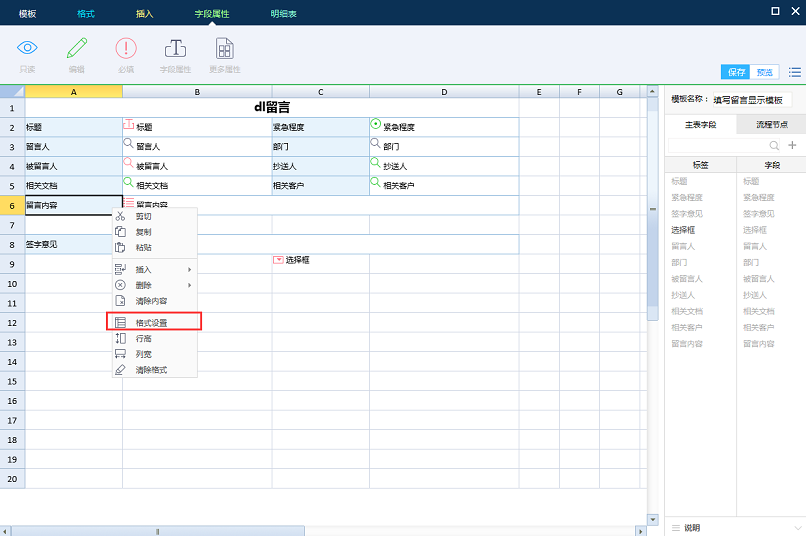 模板 格式 插入 字段属性 明细表
只读 编辑 必填 字段属性 更多属性
保存 预览
A B C D E F G
模板名称： 填写留言显示模板
1 dl留言
主表字段 流程节点
2 标题 标题 紧急程度 紧急程度
3 留言人 留言人 部门 部门
4 被留言人 被留言人 抄送人 抄送人
5 相关文档 相关文档 相关客户 相关客户
6 留言内容 留言内容
7
8 签字意见
9 选择框
10
11
12
13
14
15
16
17
18
19
20
剪切
复制
粘贴
插入
删除
清除内容
格式设置
行高
列宽
清除格式
标签 字段
标题 标题
紧急程度 紧急程度
签字意见 签字意见
选择框 选择框
留言人 留言人
部门 部门
被留言人 被留言人
抄送人 抄送人
相关文档 相关文档
相关客户 相关客户
留言内容 留言内容
说明